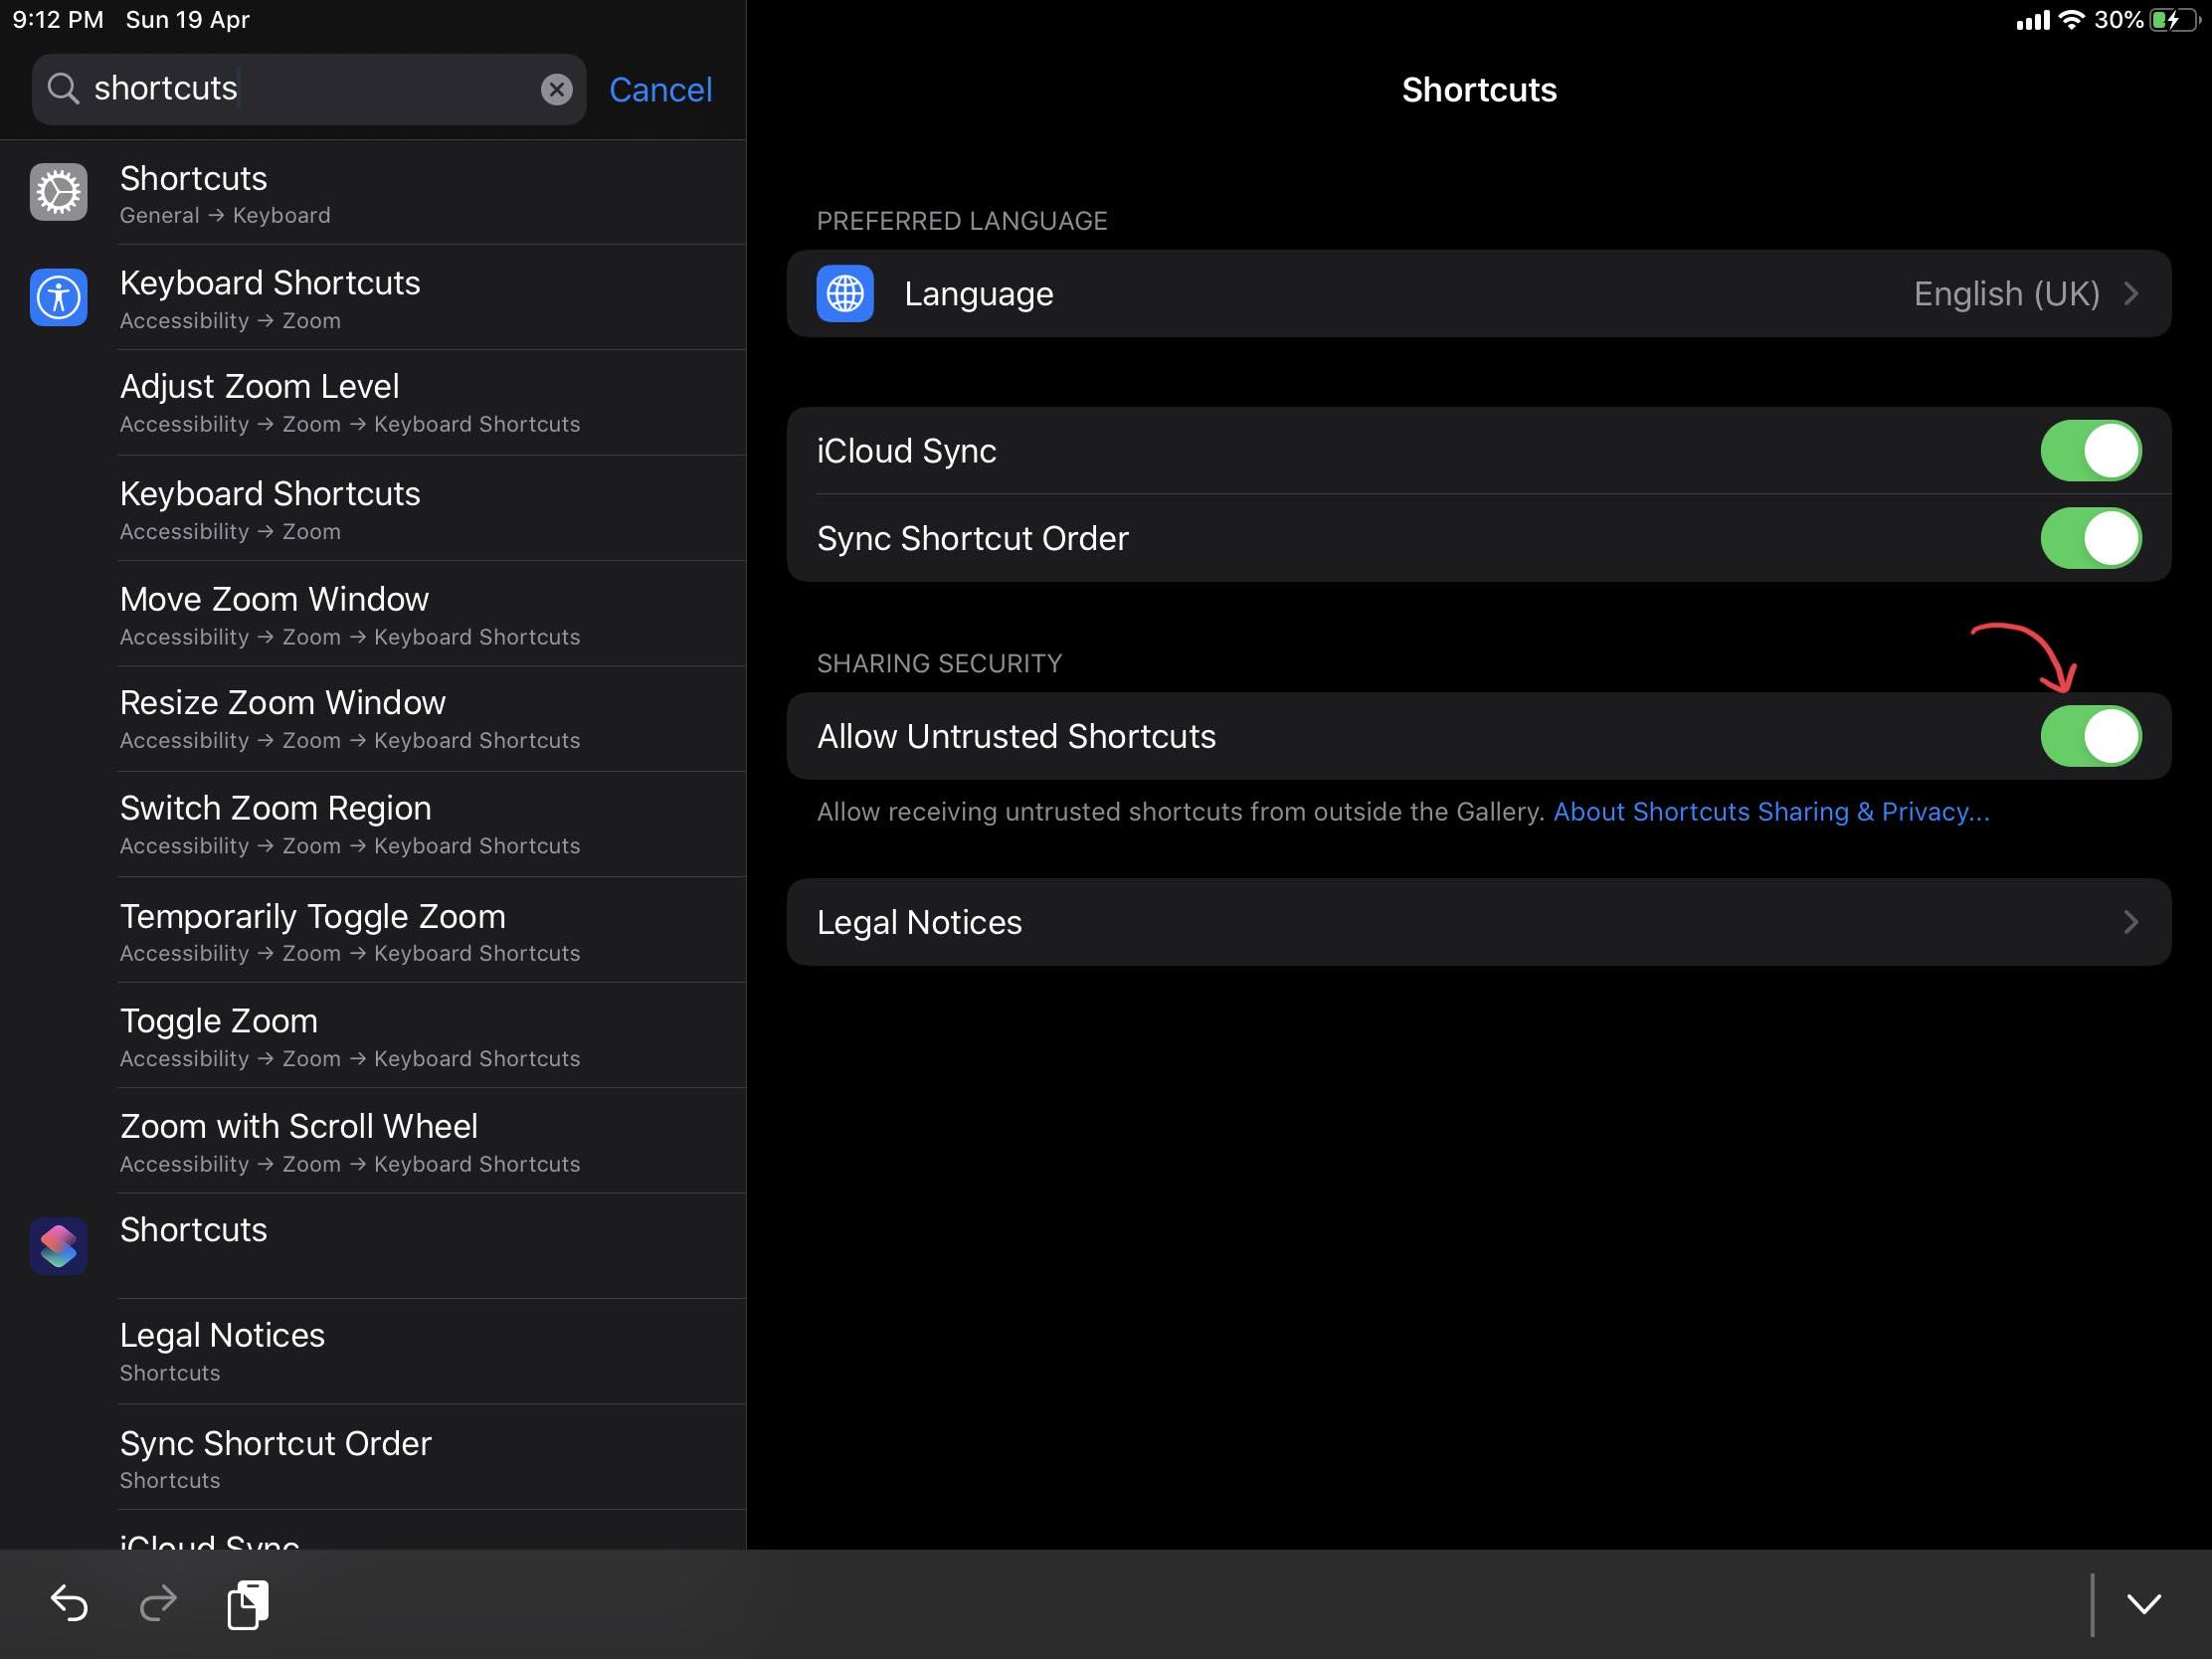 9:12 PM Sun 19 Apr
30%
shortcuts
Cancel
Shortcuts
General → Keyboard
Keyboard Shortcuts
Accessibility → Zoom
Adjust Zoom Level
Accessibility → Zoom → Keyboard Shortcuts
Keyboard Shortcuts
Accessibility → Zoom
Move Zoom Window
Accessibility → Zoom → Keyboard Shortcuts
Resize Zoom Window
Accessibility → Zoom → Keyboard Shortcuts
Switch Zoom Region
Accessibility → Zoom → Keyboard Shortcuts
Temporarily Toggle Zoom
Accessibility → Zoom → Keyboard Shortcuts
Toggle Zoom
Accessibility → Zoom → Keyboard Shortcuts
Zoom with Scroll Wheel
Accessibility → Zoom → Keyboard Shortcuts
Shortcuts
Legal Notices
Shortcuts
Sync Shortcut Order
Shortcuts
iCloud Sync
Shortcuts
PREFERRED LANGUAGE
Language
English (UK)
iCloud Sync
Sync Shortcut Order
SHARING SECURITY
Allow Untrusted Shortcuts
Allow receiving untrusted shortcuts from outside the Gallery. About Shortcuts Sharing & Privacy...
Legal Notices